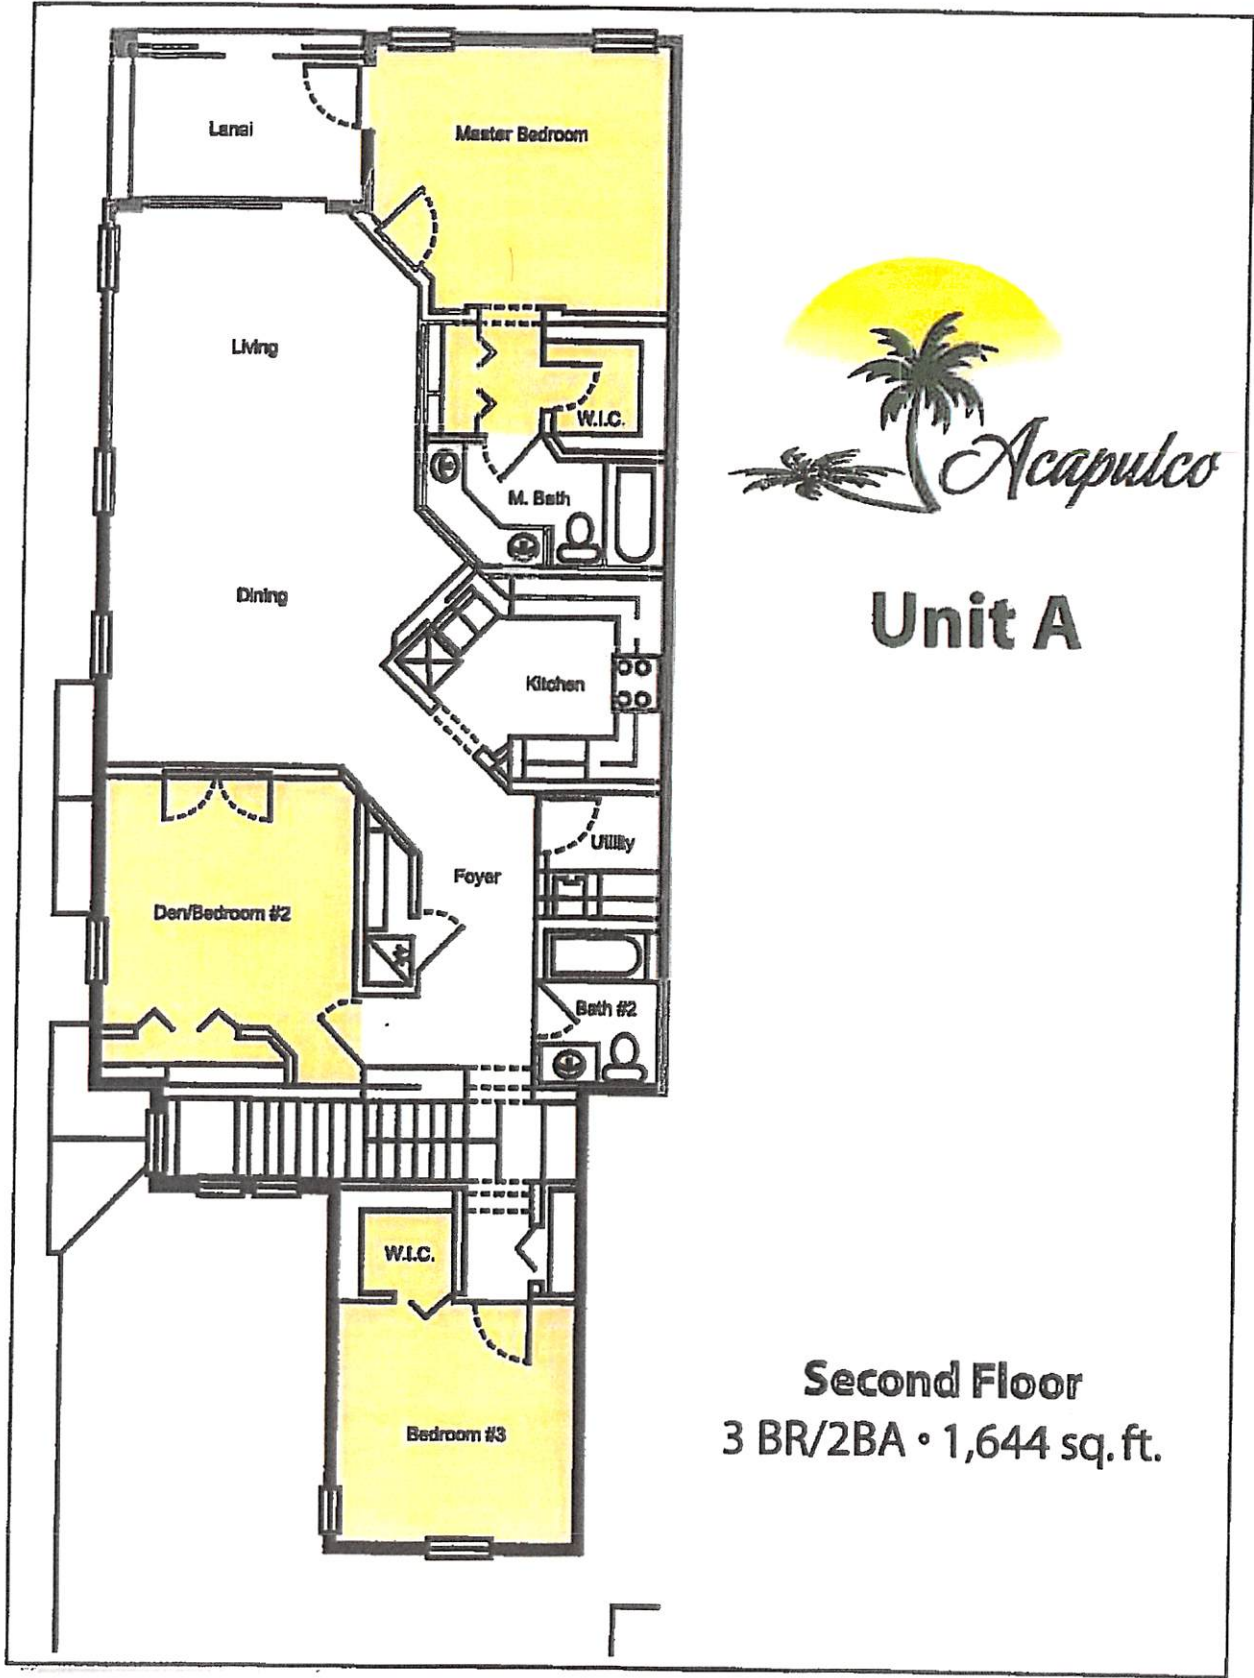 Lanai
Master Bedroom
Living
W.I.C.
Acapulco
M. Bath
Dining
Unit A
Kitchen
Utility
Foyer
Den/Bedroom #2
Bath #2
W.I.C.
Second Floor
3 BR/2BA • 1,644 sq. ft.
Bedroom #3